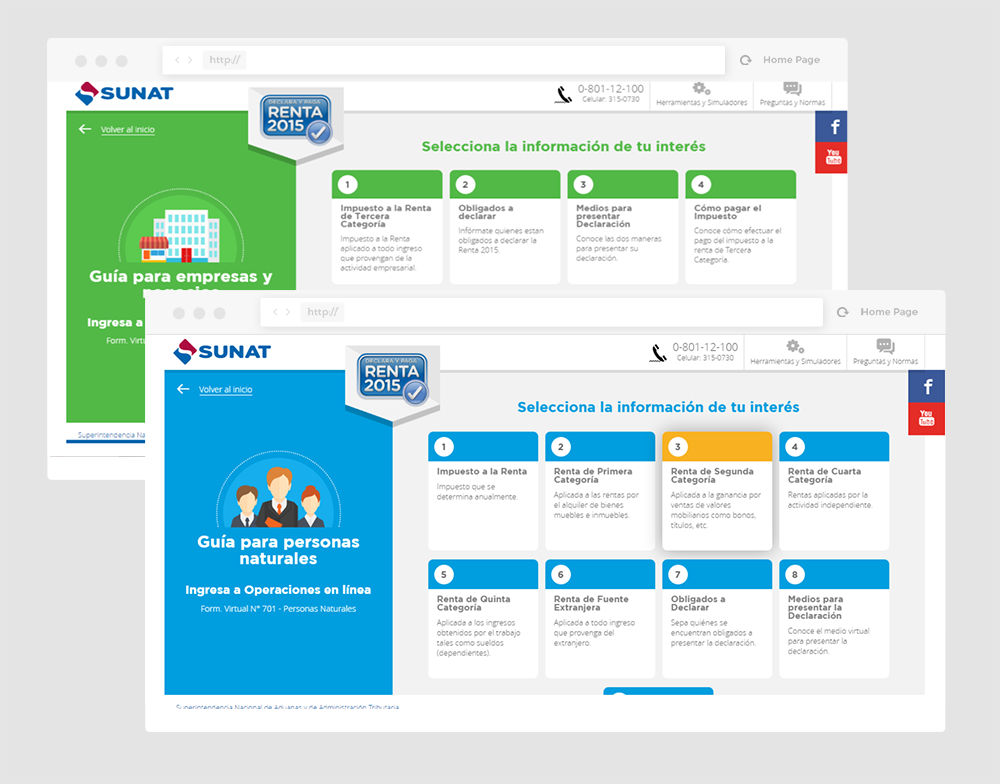 http://
Home Page
SUNAT
0-801-12-100
Celular: 315-0730
Herramientas y Simuladores
Preguntas y Normas
Volver al inicio
DECLARA Y PAGA
RENTA
2015
f
You
Tube
Selecciona la información de tu interés
1
Impuesto a la Renta
de Tercera
Categoría
Impuesto a la Renta
aplicado a todo ingreso
que provengan de la
actividad empresarial.
2
Obligados a
declarar
Infórmate quienes estan
obligados a declarar la
Renta 2015.
3
Medios para
presentar
Declaración
Conoce las dos maneras
para presentar su
declaración.
4
Cómo pagar el
Impuesto
Conoce cómo efectuar el
pago del impuesto a la
renta de Tercera
Categoría.
Guía para empresas y
negocios
Ingresa a
Form. Virtu
Superintendencia Na
http://
Home Page
SUNAT
0-801-12-100
Celular: 315-0730
Herramientas y Simuladores
Preguntas y Normas
Volver al inicio
DECLARA Y PAGA
RENTA
2015
f
You
Tube
Selecciona la información de tu interés
1
Impuesto a la Renta
Impuesto que se
determina anualmente.
2
Renta de Primera
Categoría
Aplicada a las rentas por
el alquiler de bienes
muebles e inmuebles.
3
Renta de Segunda
Categoría
Aplicada a la ganancia por
ventas de valores
mobiliarios como bonos,
títulos, etc.
4
Renta de Cuarta
Categoría
Rentas aplicadas por la
actividad independiente.
Guía para personas
naturales
Ingresa a Operaciones en línea
Form. Virtual N° 701 - Personas Naturales
5
Renta de Quinta
Categoría
Aplicada a los ingresos
obtenidos por el trabajo
tales como sueldos
(dependientes).
6
Renta de Fuente
Extranjera
Aplicada a todo ingreso
que provenga del
extranjero.
7
Obligados a
Declarar
Sepa quiénes se
encuentran obligados a
presentar la declaración.
8
Medios para
presentar la
Declaración
Conoce el medio virtual
para presentar la
declaración.
Superintendencia Nacional de Aduanas y de Administración Tributaria